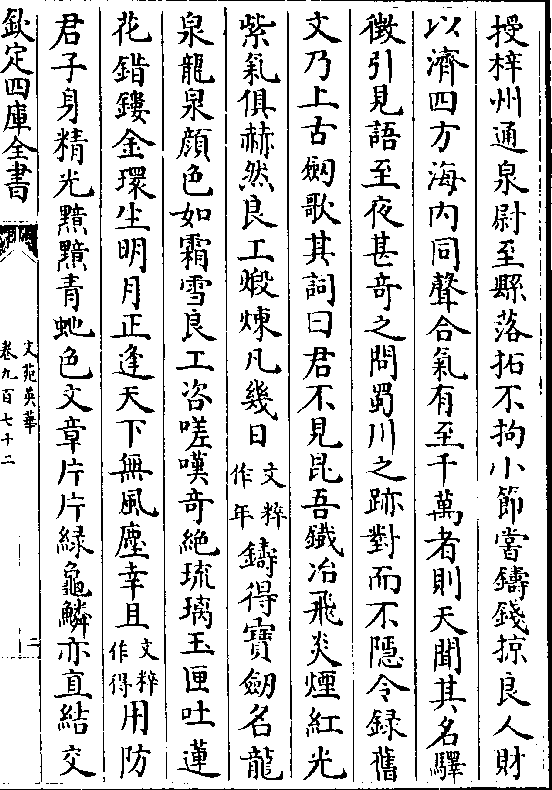 授梓州通泉尉至縣落拓不拘小節嘗鑄錢掠良人財
以濟四方海内同聲合氣有至千萬者則天聞其名驛
徴引見語至夜甚竒之問蜀川之跡對而不隱令録舊
文乃上古劒歌其詞曰君不見昆吾鐵冶飛炎煙紅光
紫氣俱赫然良工煅煉凡幾日文粹作年鑄得寳劒名龍
泉龍泉顔色如霜雪良工咨嗟嘆竒絶琉璃玉匣吐蓮
花錯鏤金環生明月正逢天下無風塵幸且文粹作得用防
君子身精光黯黯青虵色文章片片緑龜鱗亦直結交
欽定四庫全書
文苑英華
卷九百七十二
二